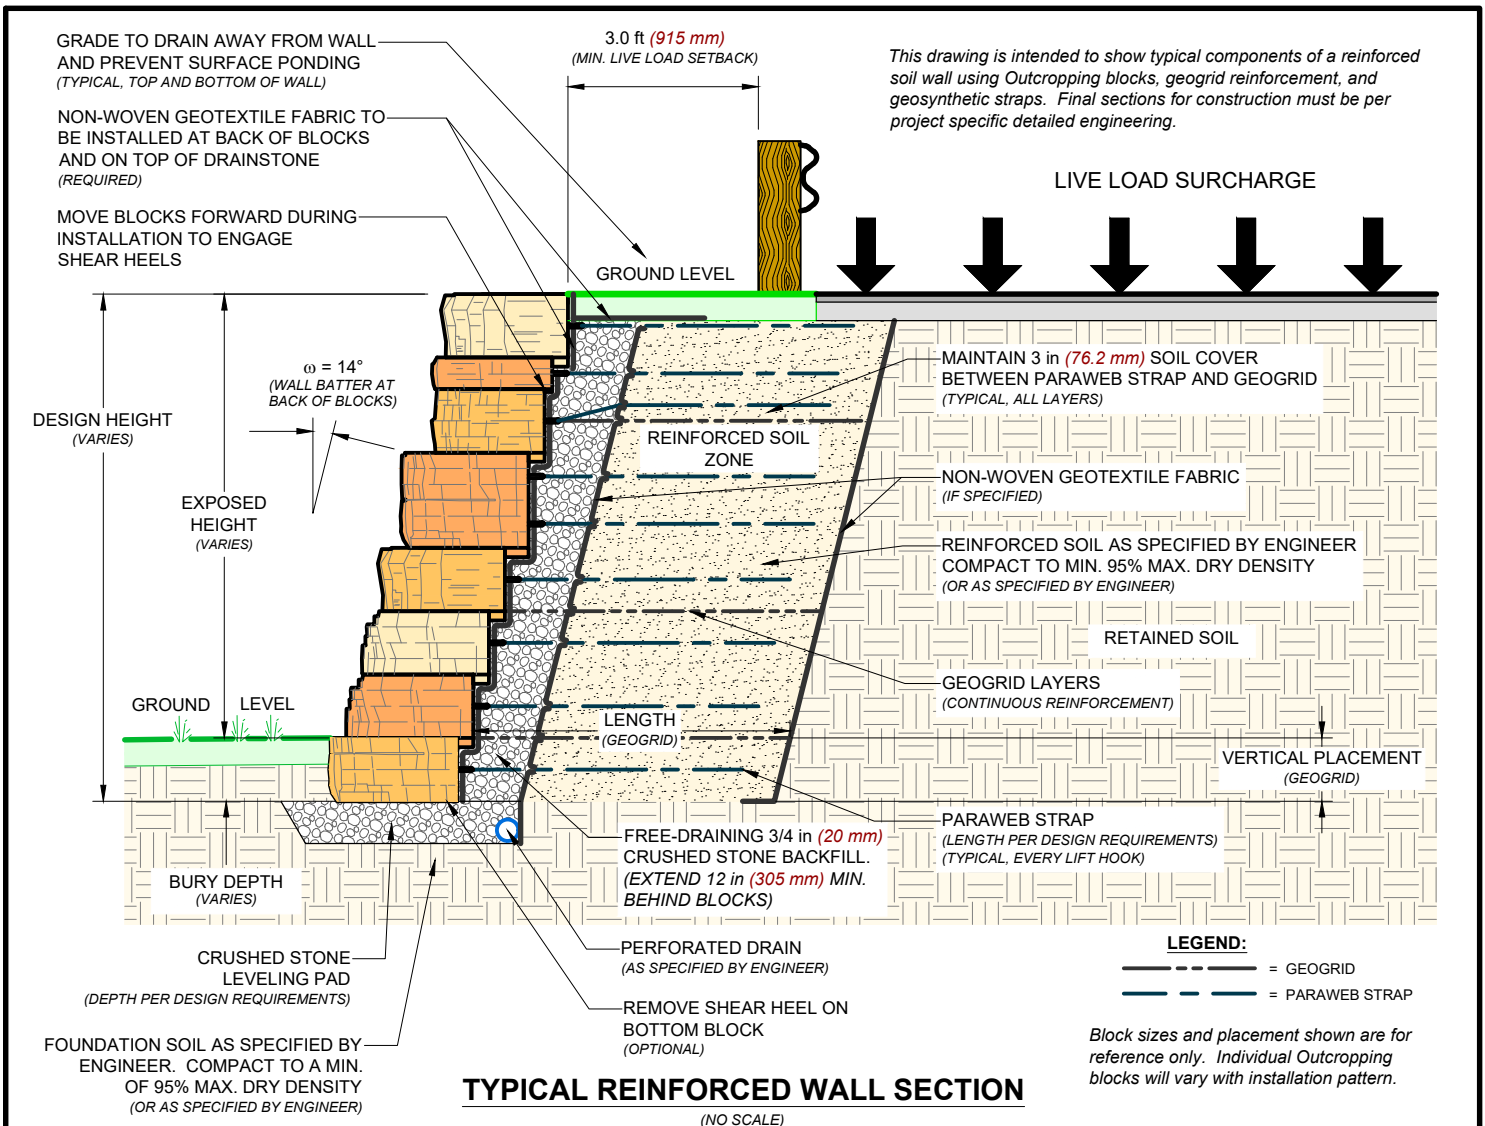 GRADE TO DRAIN AWAY FROM WALL
AND PREVENT SURFACE PONDING
(TYPICAL, TOP AND BOTTOM OF WALL)
NON-WOVEN GEOTEXTILE FABRIC TO
BE INSTALLED AT BACK OF BLOCKS
AND ON TOP OF DRAINSTONE
(REQUIRED)
MOVE BLOCKS FORWARD DURING
INSTALLATION TO ENGAGE
SHEAR HEELS
3.0 ft (915 mm)
(MIN. LIVE LOAD SETBACK)
This drawing is intended to show typical components of a reinforced
soil wall using Outcropping blocks, geogrid reinforcement, and
geosynthetic straps.  Final sections for construction must be per
project specific detailed engineering.
LIVE LOAD SURCHARGE
GROUND LEVEL
ω = 14°
(WALL BATTER AT
BACK OF BLOCKS)
DESIGN HEIGHT
(VARIES)
EXPOSED
HEIGHT
(VARIES)
MAINTAIN 3 in (76.2 mm) SOIL COVER
BETWEEN PARAWEB STRAP AND GEOGRID
(TYPICAL, ALL LAYERS)
REINFORCED SOIL
ZONE
NON-WOVEN GEOTEXTILE FABRIC
(IF SPECIFIED)
REINFORCED SOIL AS SPECIFIED BY ENGINEER
COMPACT TO MIN. 95% MAX. DRY DENSITY
(OR AS SPECIFIED BY ENGINEER)
RETAINED SOIL
GEOGRID LAYERS
(CONTINUOUS REINFORCEMENT)
GROUND LEVEL
LENGTH
(GEOGRID)
VERTICAL PLACEMENT
(GEOGRID)
PARAWEB STRAP
(LENGTH PER DESIGN REQUIREMENTS)
(TYPICAL, EVERY LIFT HOOK)
FREE-DRAINING 3/4 in (20 mm)
CRUSHED STONE BACKFILL.
(EXTEND 12 in (305 mm) MIN.
BEHIND BLOCKS)
BURY DEPTH
(VARIES)
CRUSHED STONE
LEVELING PAD
(DEPTH PER DESIGN REQUIREMENTS)
PERFORATED DRAIN
(AS SPECIFIED BY ENGINEER)
REMOVE SHEAR HEEL ON
BOTTOM BLOCK
(OPTIONAL)
FOUNDATION SOIL AS SPECIFIED BY
ENGINEER.  COMPACT TO A MIN.
OF 95% MAX. DRY DENSITY
(OR AS SPECIFIED BY ENGINEER)
LEGEND:
= GEOGRID
= PARAWEB STRAP
Block sizes and placement shown are for
reference only.  Individual Outcropping
blocks will vary with installation pattern.
TYPICAL REINFORCED WALL SECTION
(NO SCALE)